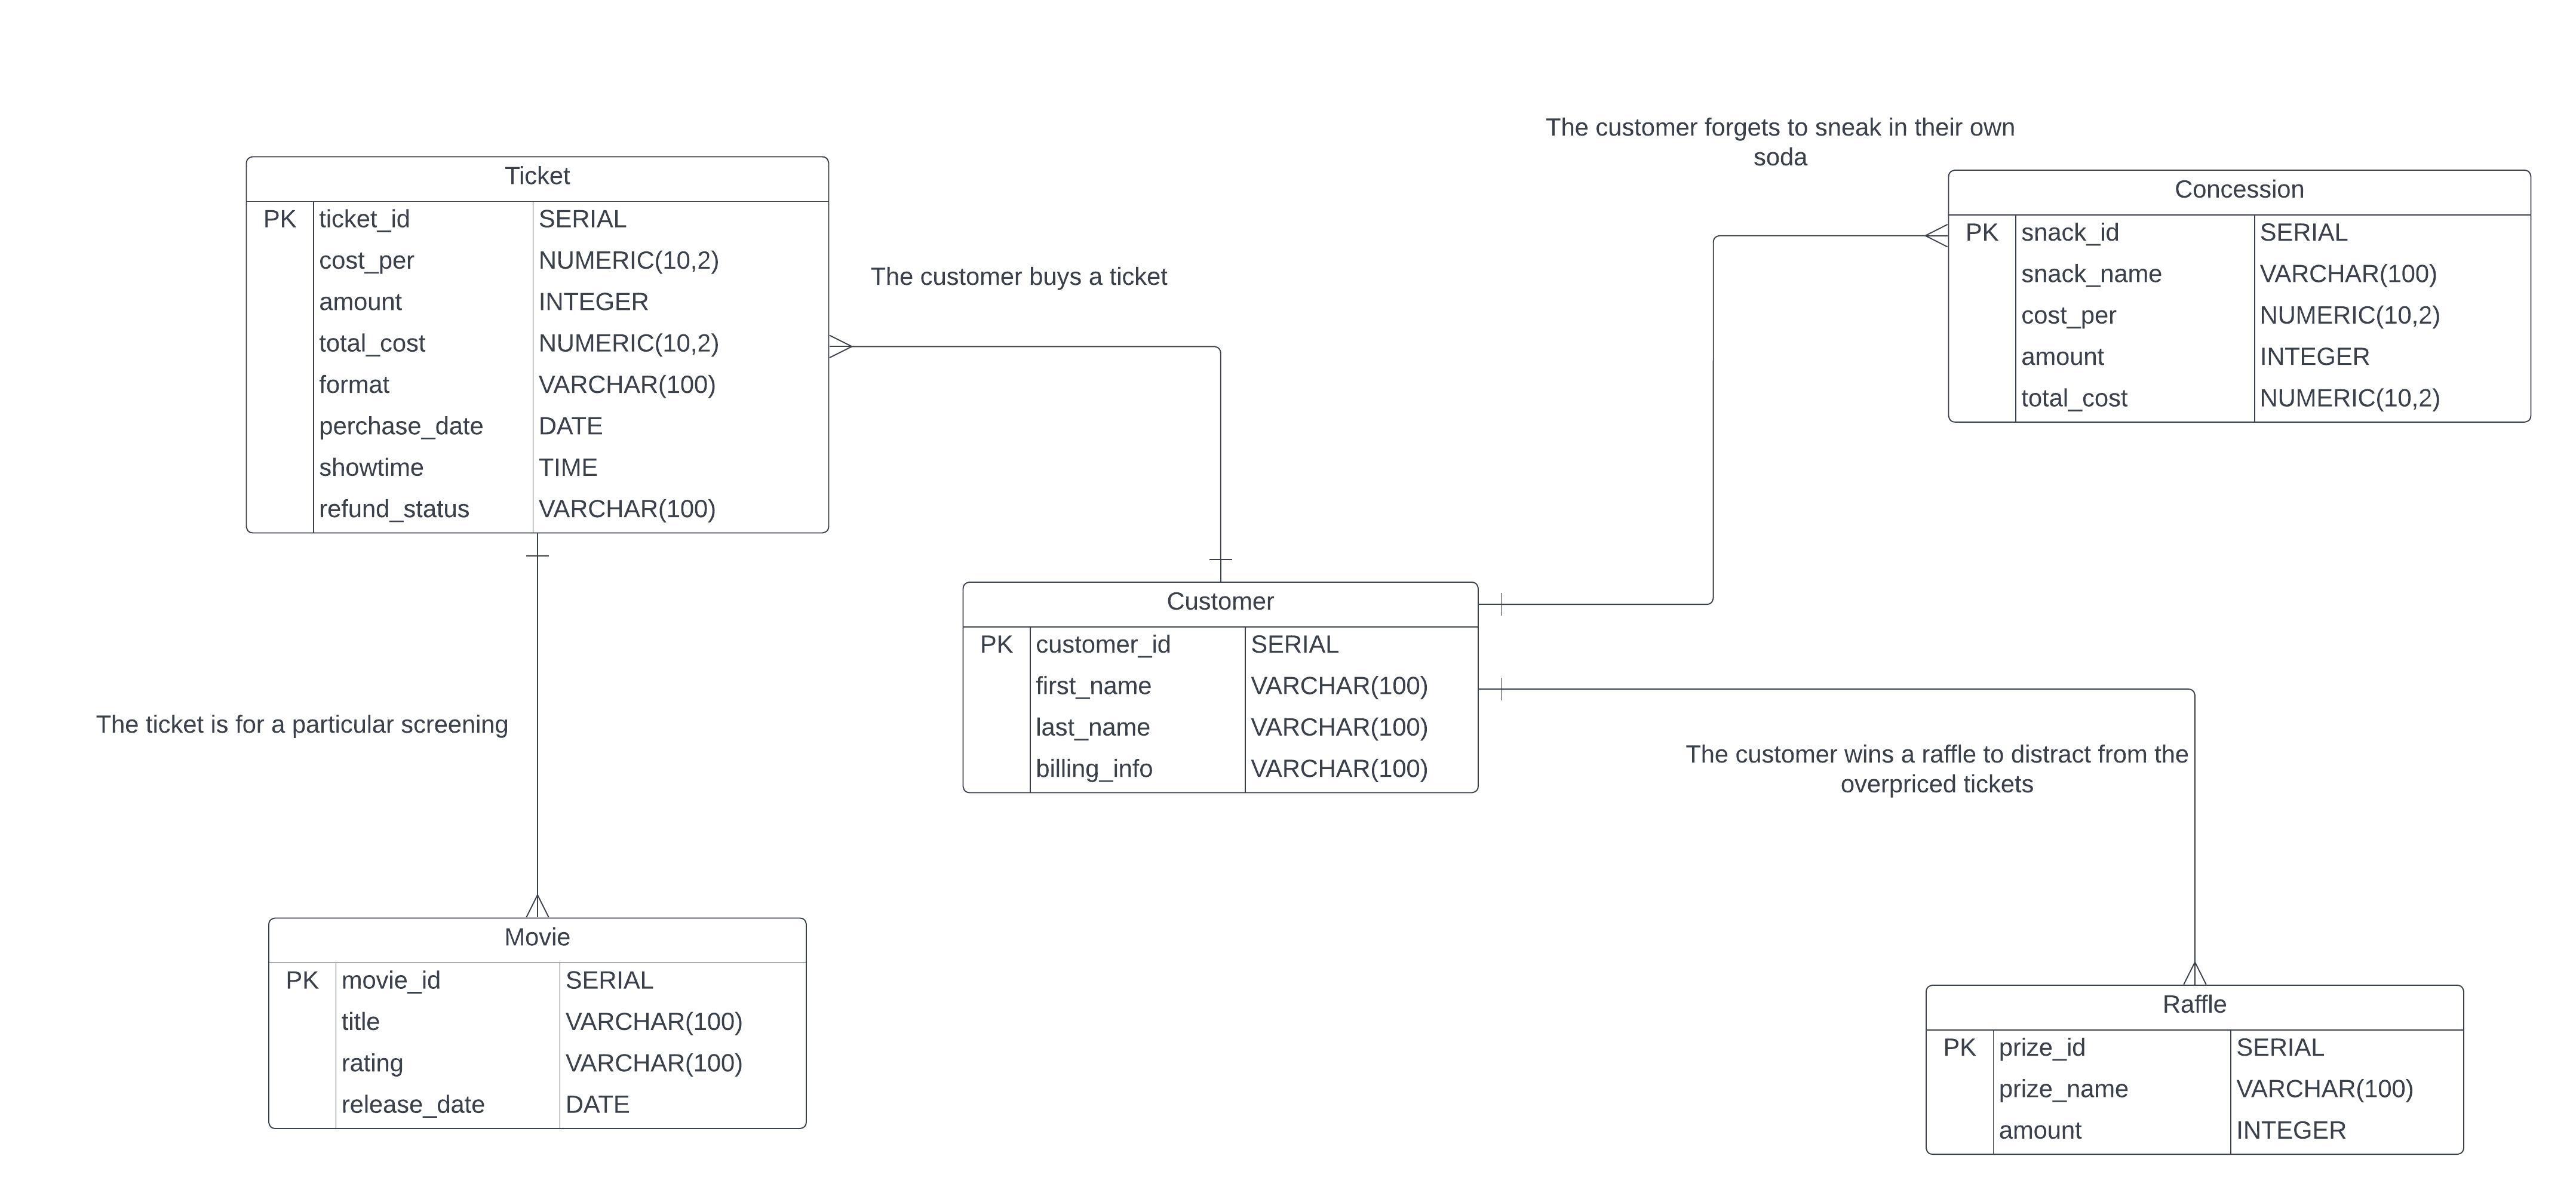 The customer forgets to sneak in their own
soda
Ticket
PK ticket_id SERIAL
cost_per NUMERIC(10,2)
amount INTEGER
total_cost NUMERIC(10,2)
format VARCHAR(100)
perchase_date DATE
showtime TIME
refund_status VARCHAR(100)
The customer buys a ticket
Concession
PK snack_id SERIAL
snack_name VARCHAR(100)
cost_per NUMERIC(10,2)
amount INTEGER
total_cost NUMERIC(10,2)
Customer
PK customer_id SERIAL
first_name VARCHAR(100)
last_name VARCHAR(100)
billing_info VARCHAR(100)
The ticket is for a particular screening
The customer wins a raffle to distract from the
overpriced tickets
Movie
PK movie_id SERIAL
title VARCHAR(100)
rating VARCHAR(100)
release_date DATE
Raffle
PK prize_id SERIAL
prize_name VARCHAR(100)
amount INTEGER